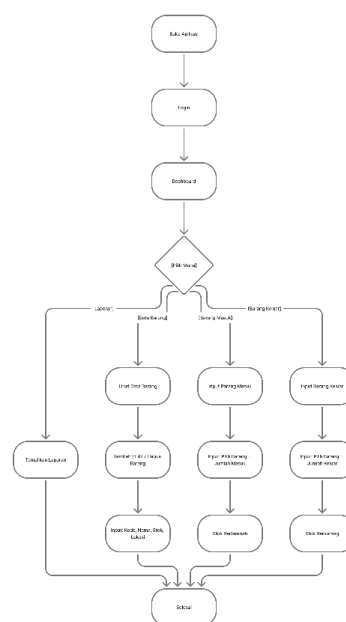 Buka Aplikasi
Login
Dashboard
[Pilih Menu]
Laporan]
[Data Barang]
[Barang Masuk]
[Barang Keluar]
Lihat Data Barang
Input Barang Masuk
Input Barang Keluar
Tampilkan Laporan
Tambah / Edit / Hapus
Barang
Input: Pilih Barang -
Jumlah Masuk
Input: Pilih Barang -
Jumlah Keluar
Input: Kode, Nama, Stok,
Lokasi
Stok Bertambah
Stok Berkurang
Selesai